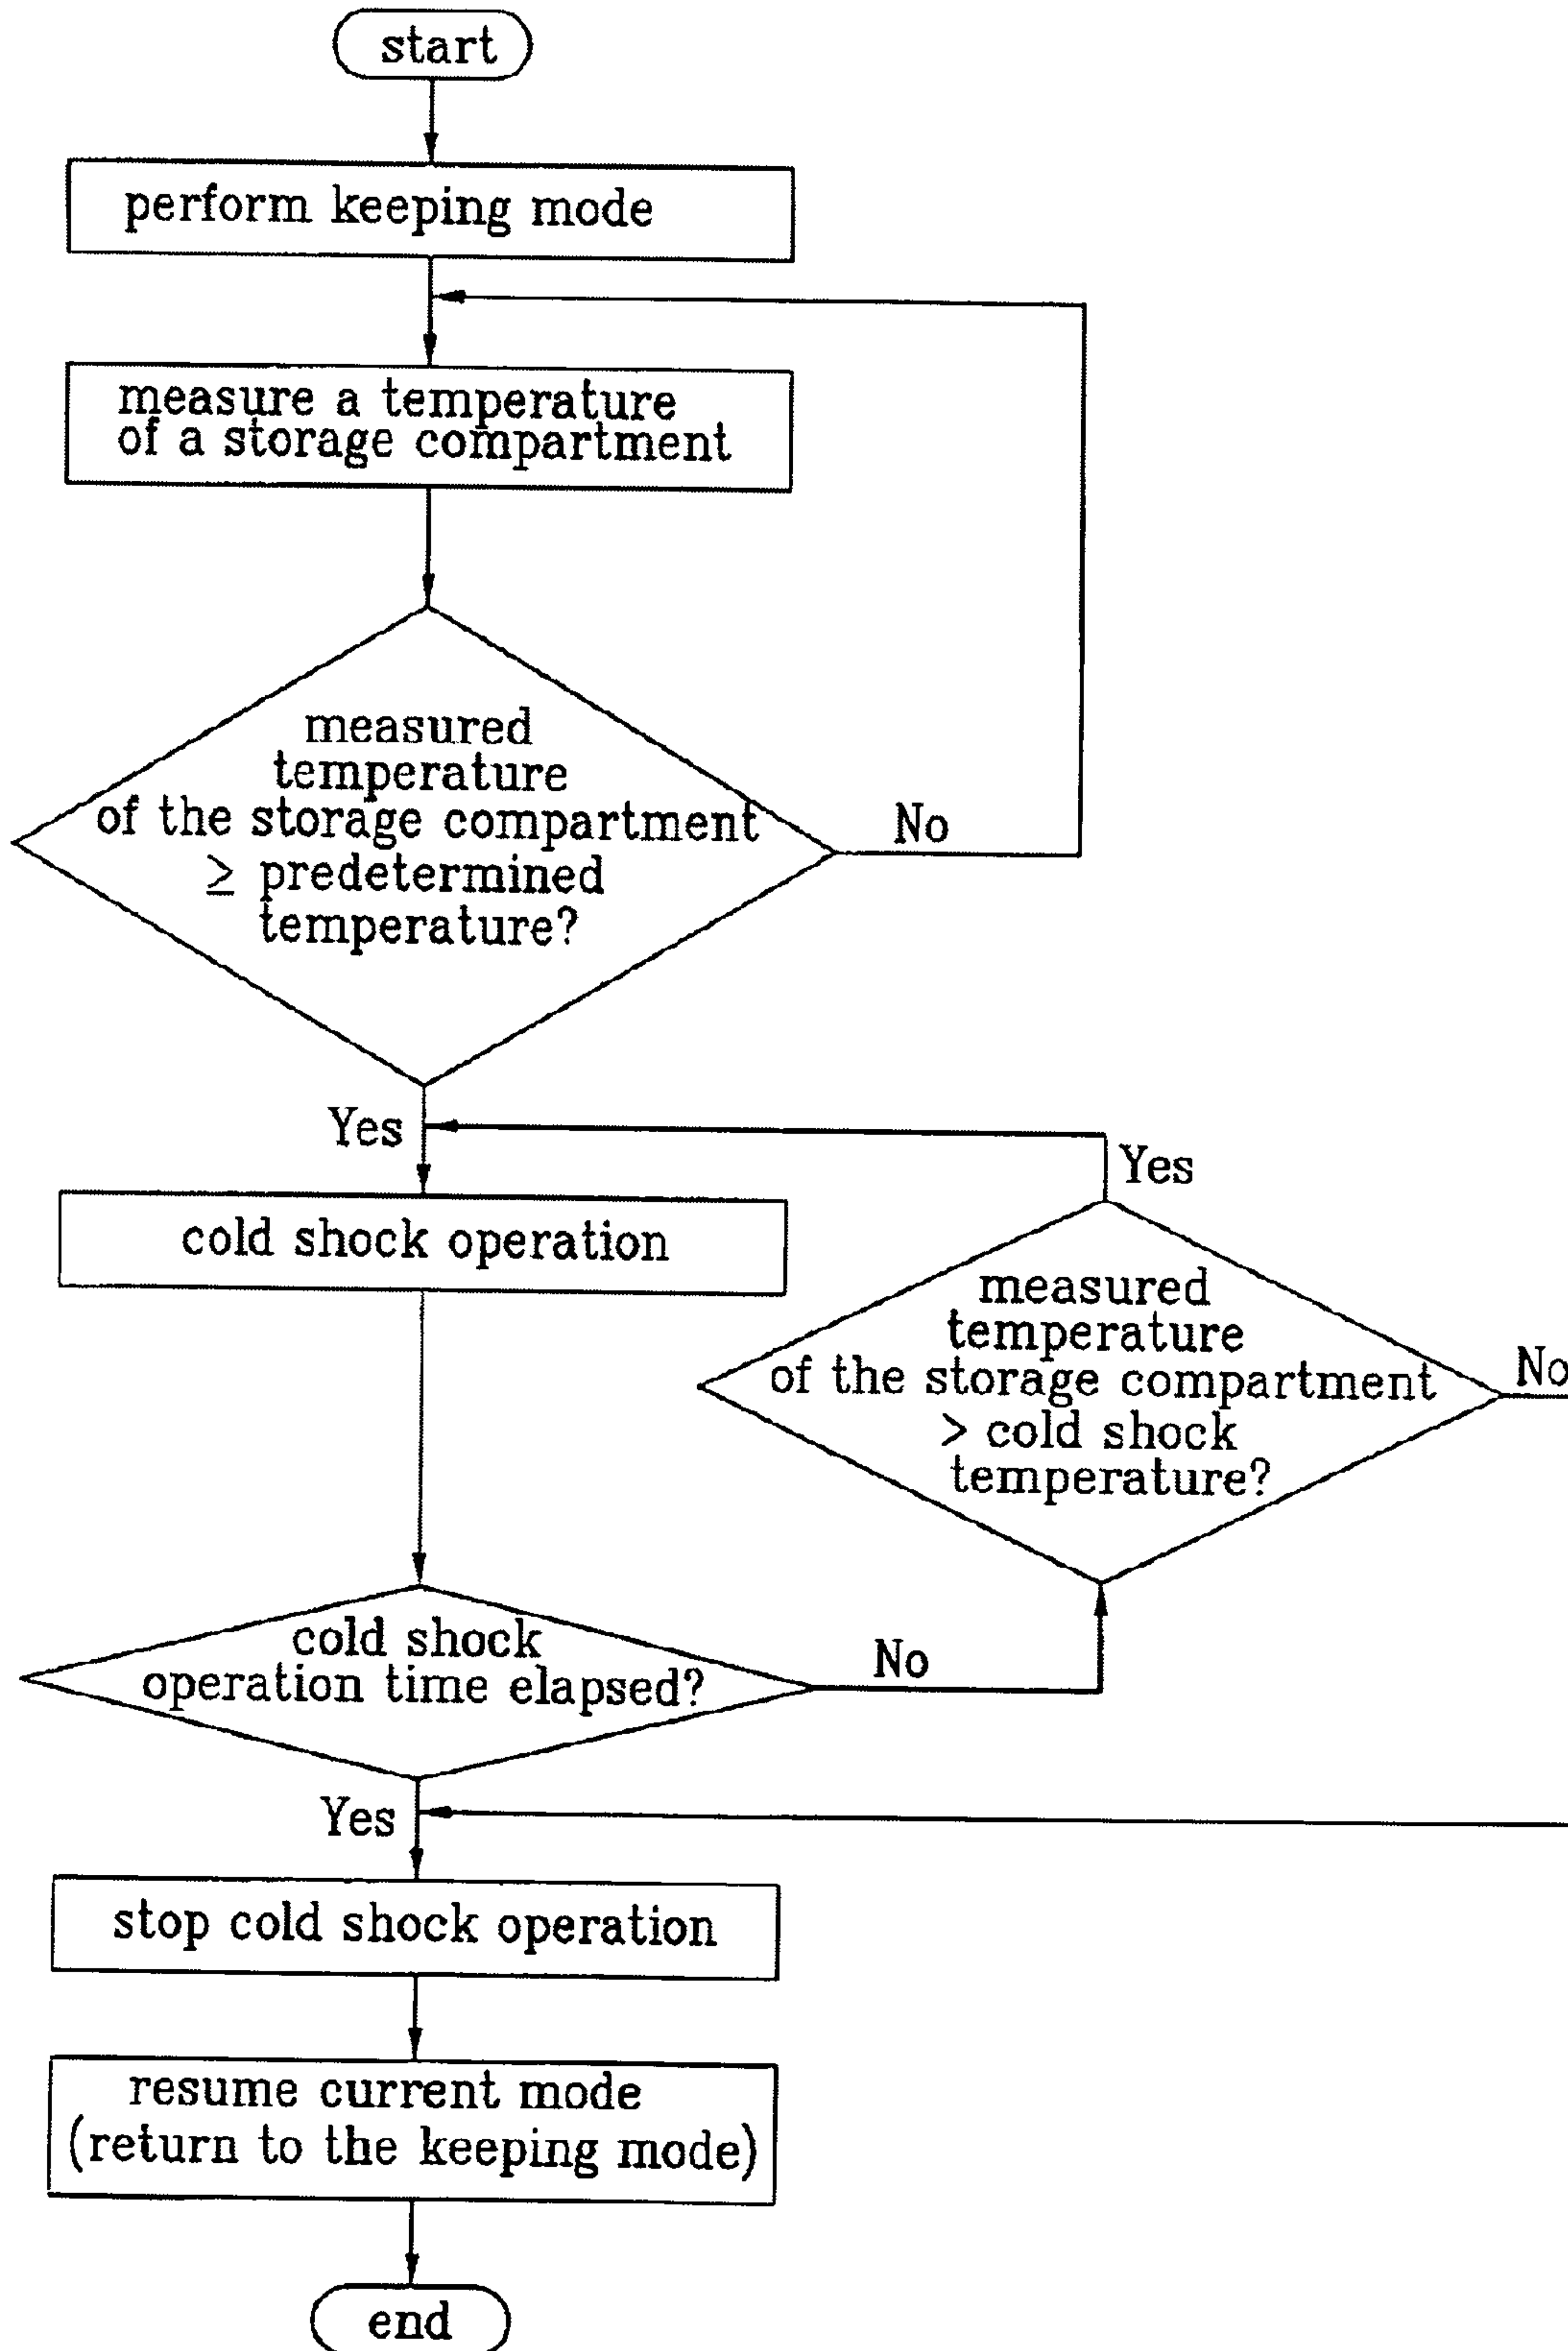 start
perform keeping mode
measure a temperature
of a storage compartment
measured
temperature
of the storage compartment
≥ predetermined
temperature?
No
Yes
cold shock operation
Yes
measured
temperature
of the storage compartment
> cold shock
temperature?
No
cold shock
operation time elapsed?
No
Yes
stop cold shock operation
resume current mode
(return to the keeping mode)
end